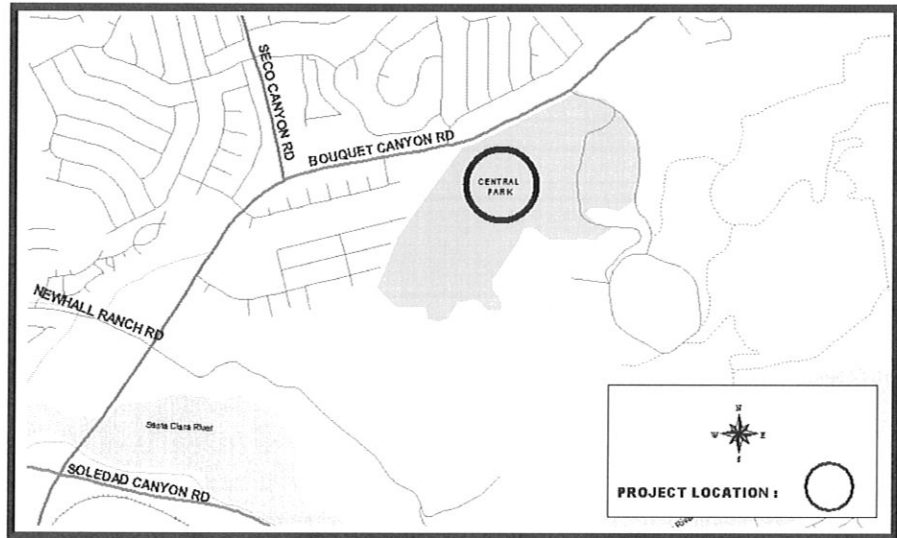 SECO CANYON RD
BOUQUET CANYON RD
CENTRAL
PARK
NEWHALL RANCH RD
Santa Clara River
SOLEDAD CANYON RD
N
W E
PROJECT LOCATION :